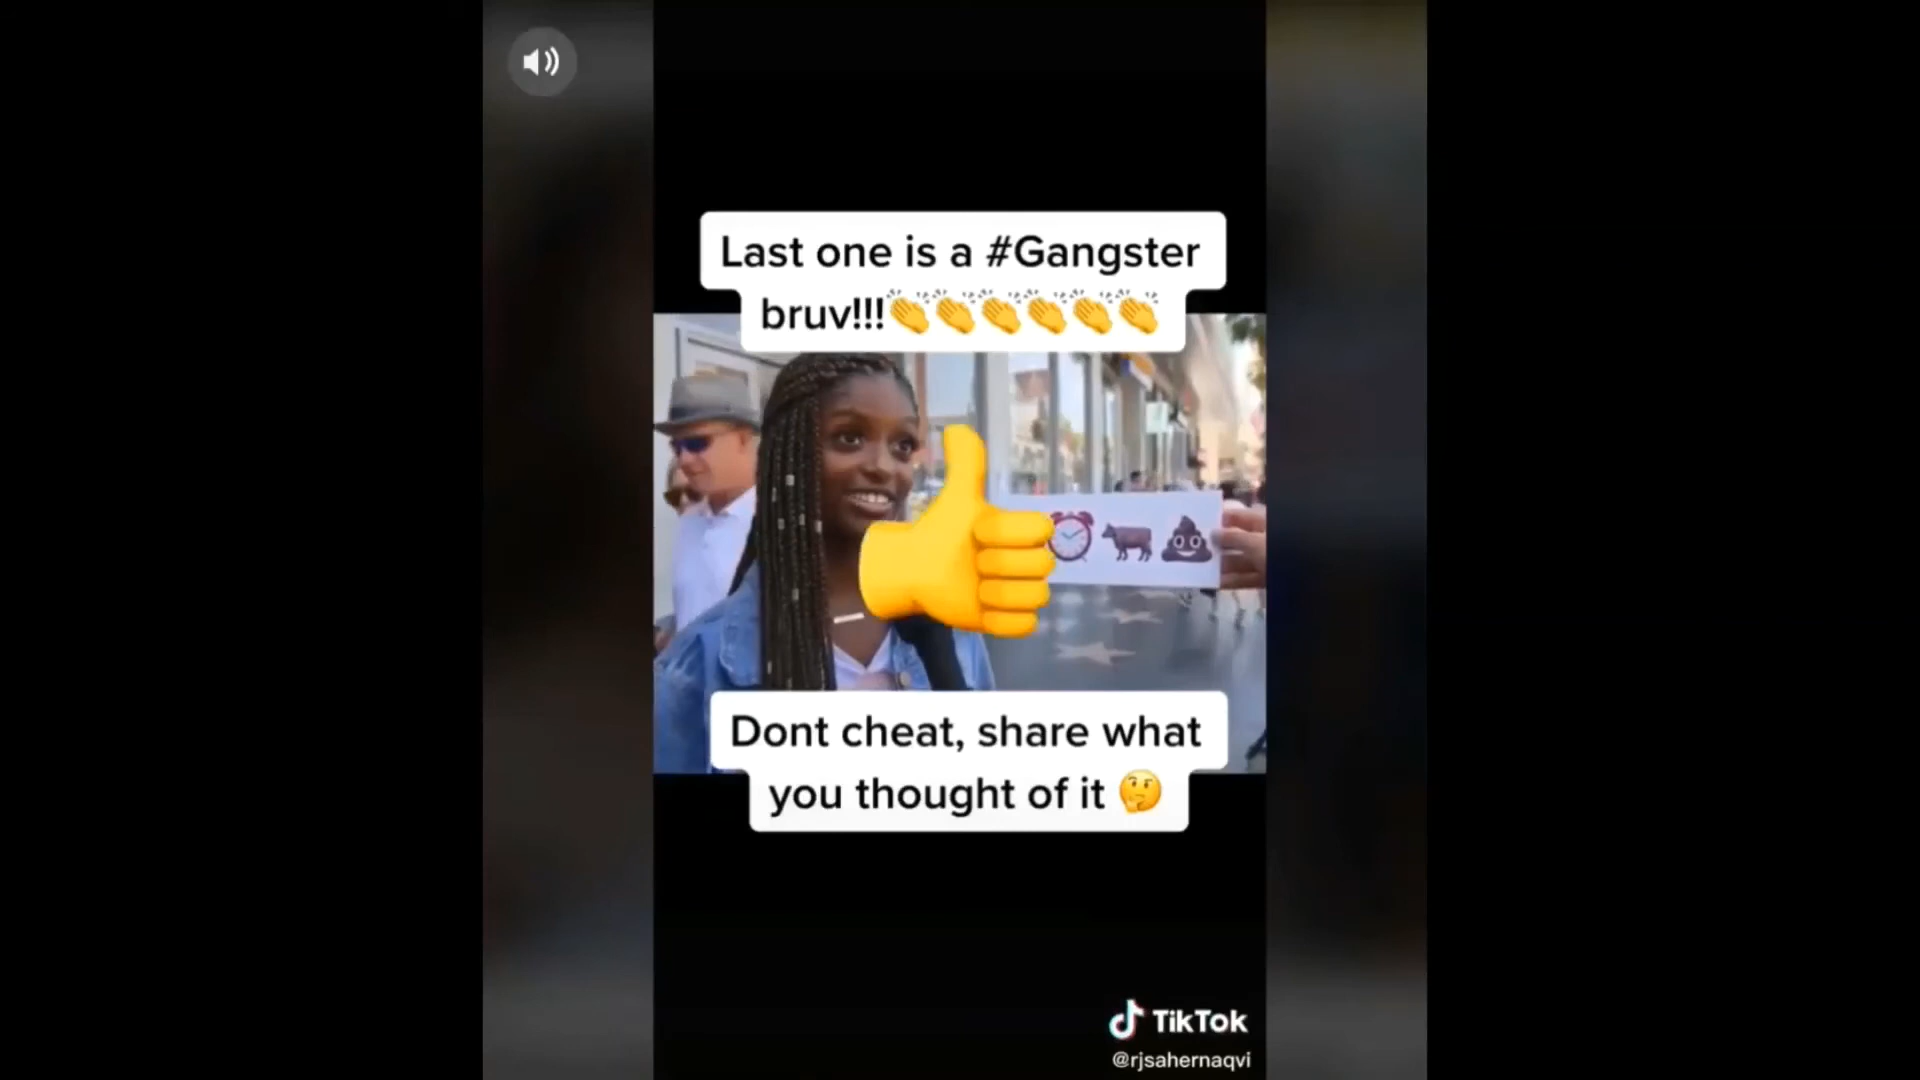 Last one is a #Gangster
bruv!!!👏👏👏👏👏👏
Dont cheat, share what
you thought of it 🤔
TikTok
@rjsahernaqvi